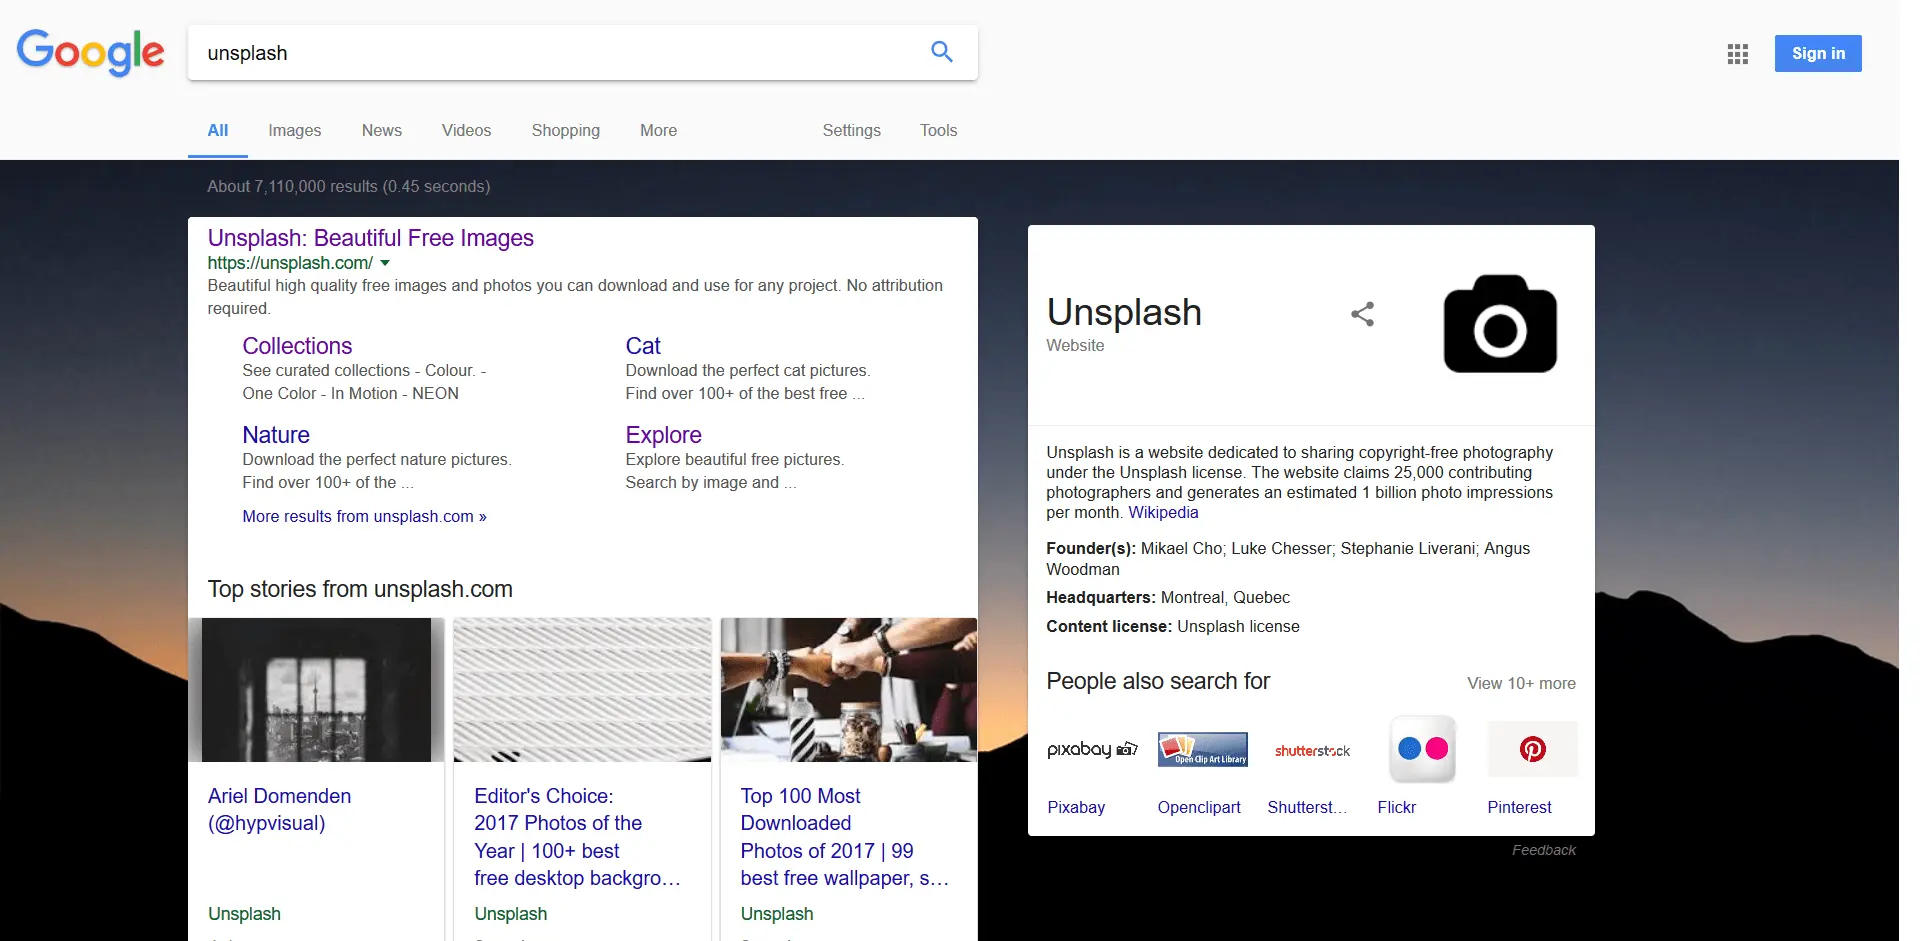 Google
unsplash
Sign in
All Images News Videos Shopping More Settings Tools
About 7,110,000 results (0.45 seconds)
Unsplash: Beautiful Free Images
https://unsplash.com/
Beautiful high quality free images and photos you can download and use for any project. No attribution
required.
Collections
See curated collections - Colour. -
One Color - In Motion - NEON
Cat
Download the perfect cat pictures.
Find over 100+ of the best free ...
Nature
Download the perfect nature pictures.
Find over 100+ of the ...
Explore
Explore beautiful free pictures.
Search by image and ...
More results from unsplash.com »
Top stories from unsplash.com
Ariel Domenden
(@hypvisual)
Unsplash
Editor's Choice:
2017 Photos of the
Year | 100+ best
free desktop backgro…
Unsplash
Top 100 Most
Downloaded
Photos of 2017 | 99
best free wallpaper, s…
Unsplash
Unsplash
Website
Unsplash is a website dedicated to sharing copyright-free photography
under the Unsplash license. The website claims 25,000 contributing
photographers and generates an estimated 1 billion photo impressions
per month. Wikipedia
Founder(s): Mikael Cho; Luke Chesser; Stephanie Liverani; Angus
Woodman
Headquarters: Montreal, Quebec
Content license: Unsplash license
People also search for
View 10+ more
pixabay
Open Clip Art Library
shutterstock
Pixabay Openclipart Shutterst… Flickr Pinterest
Feedback